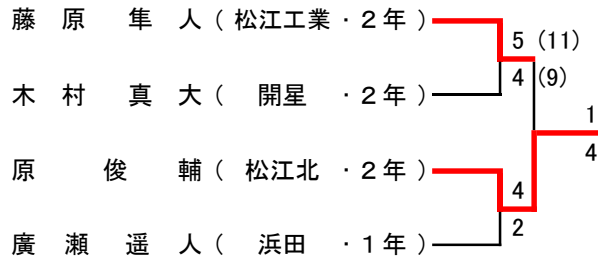 藤原隼人(松江工業・2年)
5 (11)
4 (9)
木村真大(開星・2年)
1
4
原俊輔(松江北・2年)
4
2
廣瀬遥人(浜田・1年)